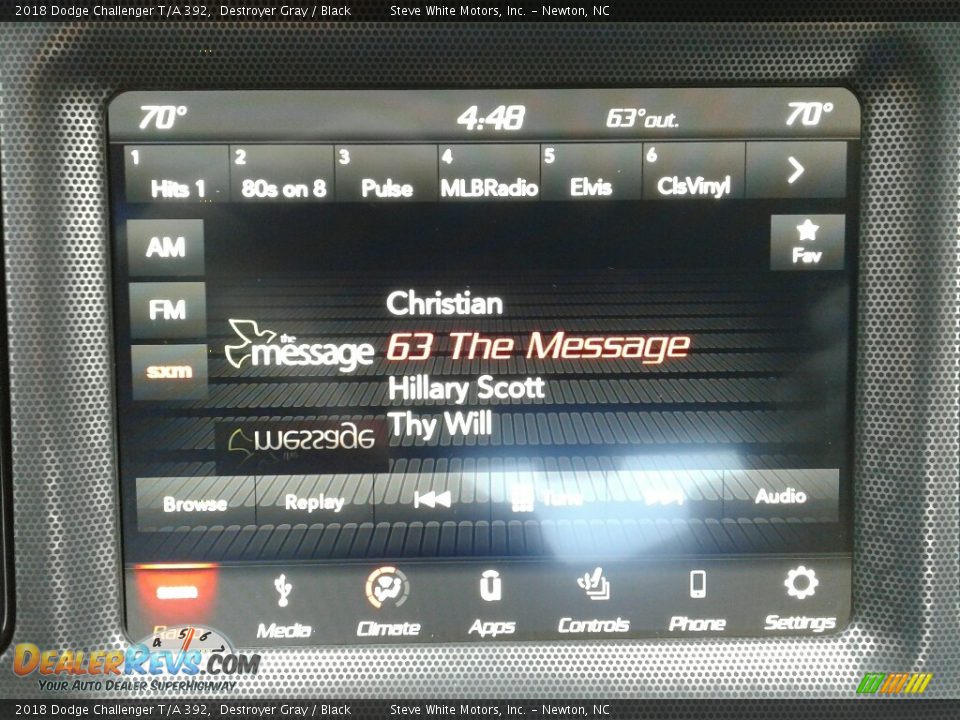 2018 Dodge Challenger T/A 392, Destroyer Gray / Black Steve White Motors, Inc. – Newton, NC
70° 4:48 63°out. 70°
1 2 3 4 5 6
Hits 1 80s on 8 Pulse MLBRadio Elvis ClsVinyl
AM
Fav
FM
sxm
the message
Christian
63 The Message
Hillary Scott
Thy Will
message
Browse Replay Tune Audio
Media Climate Apps Controls Phone Settings
4 5 6
DealerRevs.com
Your Auto Dealer SuperHighway
2018 Dodge Challenger T/A 392, Destroyer Gray / Black Steve White Motors, Inc. – Newton, NC